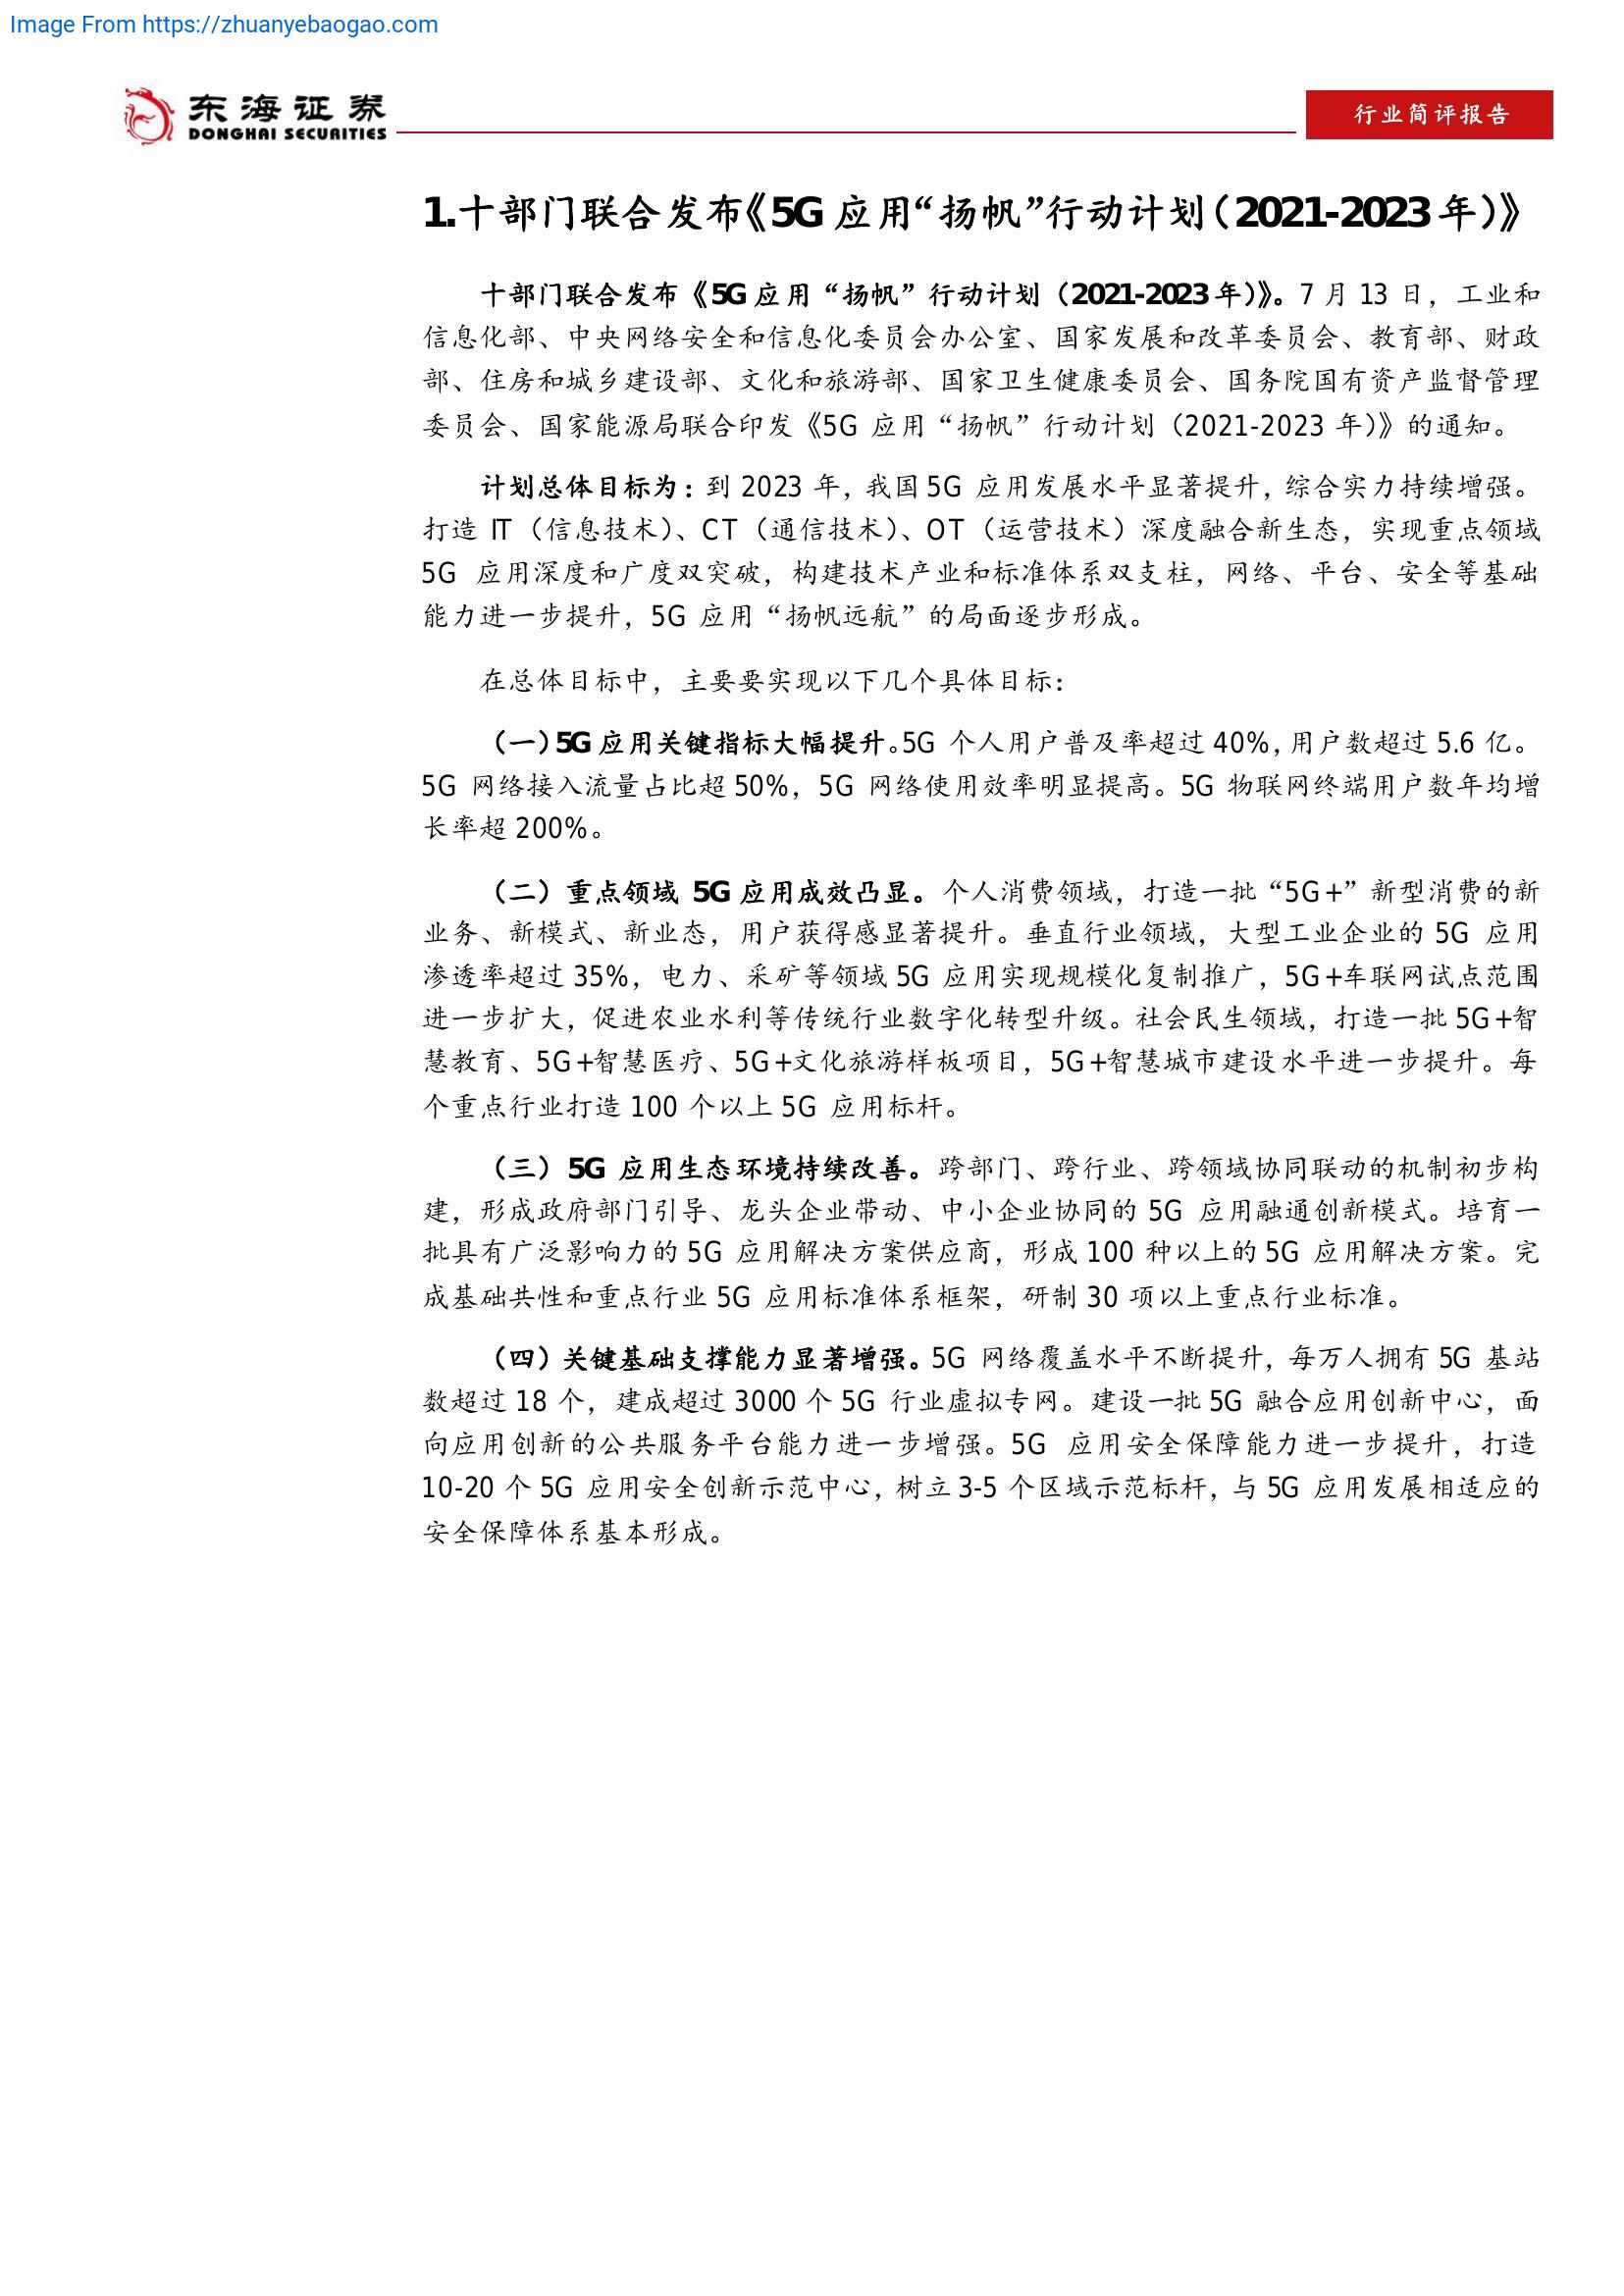 Image From https://zhuanyebaogao.com
东海证券
DONGHAI SECURITIES
行业简评报告
1.十部门联合发布《5G 应用“扬帆”行动计划（2021-2023 年）》
十部门联合发布《5G 应用“扬帆”行动计划（2021-2023 年）》。7 月 13 日，工业和
信息化部、中央网络安全和信息化委员会办公室、国家发展和改革委员会、教育部、财政
部、住房和城乡建设部、文化和旅游部、国家卫生健康委员会、国务院国有资产监督管理
委员会、国家能源局联合印发《5G 应用“扬帆”行动计划（2021-2023 年）》的通知。
计划总体目标为：到 2023 年，我国 5G 应用发展水平显著提升，综合实力持续增强。
打造 IT（信息技术）、CT（通信技术）、OT（运营技术）深度融合新生态，实现重点领域
5G 应用深度和广度双突破，构建技术产业和标准体系双支柱，网络、平台、安全等基础
能力进一步提升，5G 应用“扬帆远航”的局面逐步形成。
在总体目标中，主要要实现以下几个具体目标：
（一）5G 应用关键指标大幅提升。5G 个人用户普及率超过 40%，用户数超过 5.6 亿。
5G 网络接入流量占比超 50%，5G 网络使用效率明显提高。5G 物联网终端用户数年均增
长率超 200%。
（二）重点领域 5G 应用成效凸显。个人消费领域，打造一批“5G+”新型消费的新
业务、新模式、新业态，用户获得感显著提升。垂直行业领域，大型工业企业的 5G 应用
渗透率超过 35%，电力、采矿等领域 5G 应用实现规模化复制推广，5G+车联网试点范围
进一步扩大，促进农业水利等传统行业数字化转型升级。社会民生领域，打造一批 5G+智
慧教育、5G+智慧医疗、5G+文化旅游样板项目，5G+智慧城市建设水平进一步提升。每
个重点行业打造 100 个以上 5G 应用标杆。
（三）5G 应用生态环境持续改善。跨部门、跨行业、跨领域协同联动的机制初步构
建，形成政府部门引导、龙头企业带动、中小企业协同的 5G 应用融通创新模式。培育一
批具有广泛影响力的 5G 应用解决方案供应商，形成 100 种以上的 5G 应用解决方案。完
成基础共性和重点行业 5G 应用标准体系框架，研制 30 项以上重点行业标准。
（四）关键基础支撑能力显著增强。5G 网络覆盖水平不断提升，每万人拥有 5G 基站
数超过 18 个，建成超过 3000 个 5G 行业虚拟专网。建设一批 5G 融合应用创新中心，面
向应用创新的公共服务平台能力进一步增强。5G 应用安全保障能力进一步提升，打造
10-20 个 5G 应用安全创新示范中心，树立 3-5 个区域示范标杆，与 5G 应用发展相适应的
安全保障体系基本形成。